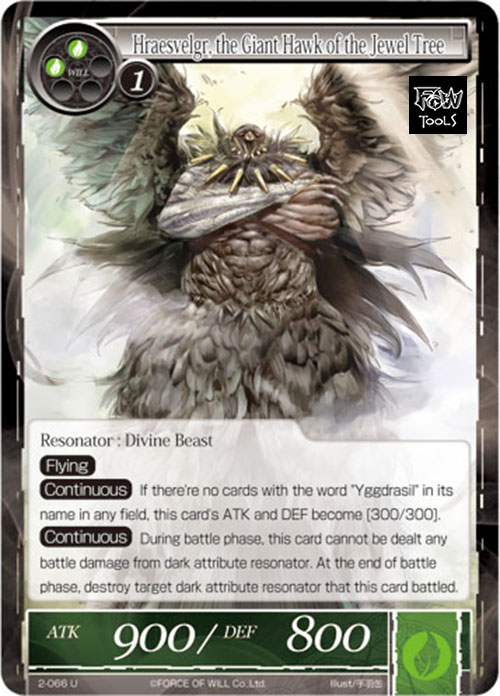 Hraesvelgr, the Giant Hawk of the Jewel Tree
WILL
1
FOW
TOOLS
Resonator : Divine Beast
Flying
Continuous If there're no cards with the word "Yggdrasil" in its
name in any field, this card's ATK and DEF become [300/300].
Continuous During battle phase, this card cannot be dealt any
battle damage from dark attribute resonator. At the end of battle
phase, destroy target dark attribute resonator that this card battled.
ATK 900 / DEF 800
2-066 U ©FORCE OF WILL Co.,Ltd. Illust/手羽缶